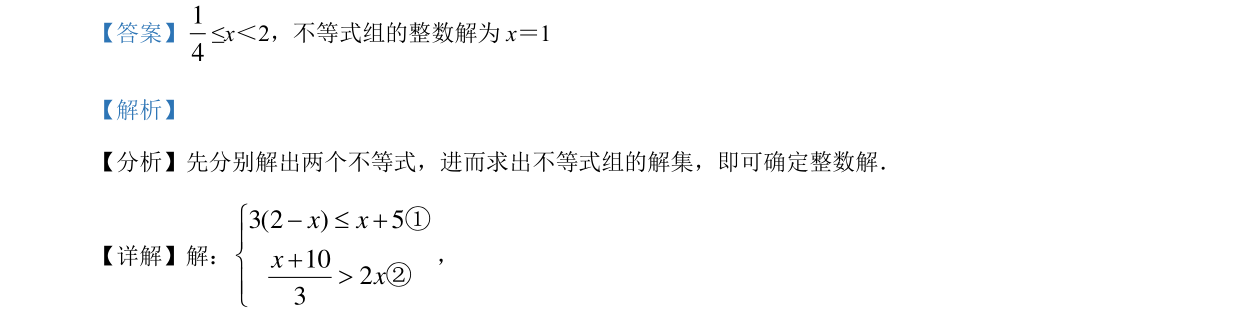 【答案】1/4≤x＜2，不等式组的整数解为 x＝1
【解析】
【分析】先分别解出两个不等式，进而求出不等式组的解集，即可确定整数解．
【详解】解：{3(2−x)≤x+5①
(x+10)/3>2x②，